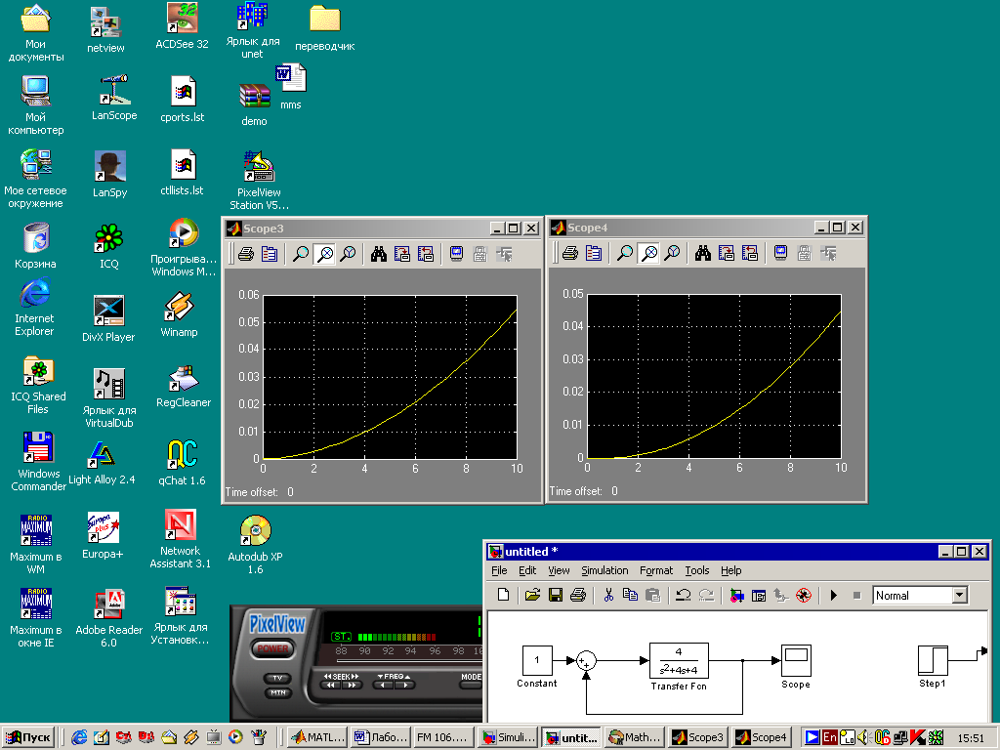 Мои
документы
netview
ACDSee 32
Ярлык для
unet
переводчик
Мой
компьютер
LanScope
cports.lst
demo
mms
Мое сетевое
окружение
LanSpy
ctllists.lst
PixelView
Station V5...
Корзина
ICQ
Проигрыва...
Windows M...
Internet
Explorer
DivX Player
Winamp
ICQ Shared
Files
Ярлык для
VirtualDub
RegCleaner
Windows
Commander
Light Alloy 2.4
qChat 1.6
Maximum в
WM
Europa+
Network
Assistant 3.1
Autodub XP
1.6
Maximum в
окне IE
Adobe Reader
6.0
Ярлык для
Установк...
RADIO
MAXIMUM
RADIO
MAXIMUM
Scope3
0.06
0.05
0.04
0.03
0.02
0.01
0
0 2 4 6 8 10
Time offset: 0
Scope4
0.05
0.04
0.03
0.02
0.01
0
0 2 4 6 8 10
Time offset: 0
PixelView
POWER
TV
MTN
ST.
88 90 92 94 96 98 10
SEEK
FREQ
MODE
untitled *
File Edit View Simulation Format Tools Help
Normal
1
Constant
4
s²+4s+4
Transfer Fcn
Scope
Step1
Пуск
MATL...
Лабо...
FM 106....
Simuli...
untit...
Math...
Scope3
Scope4
En
15:51